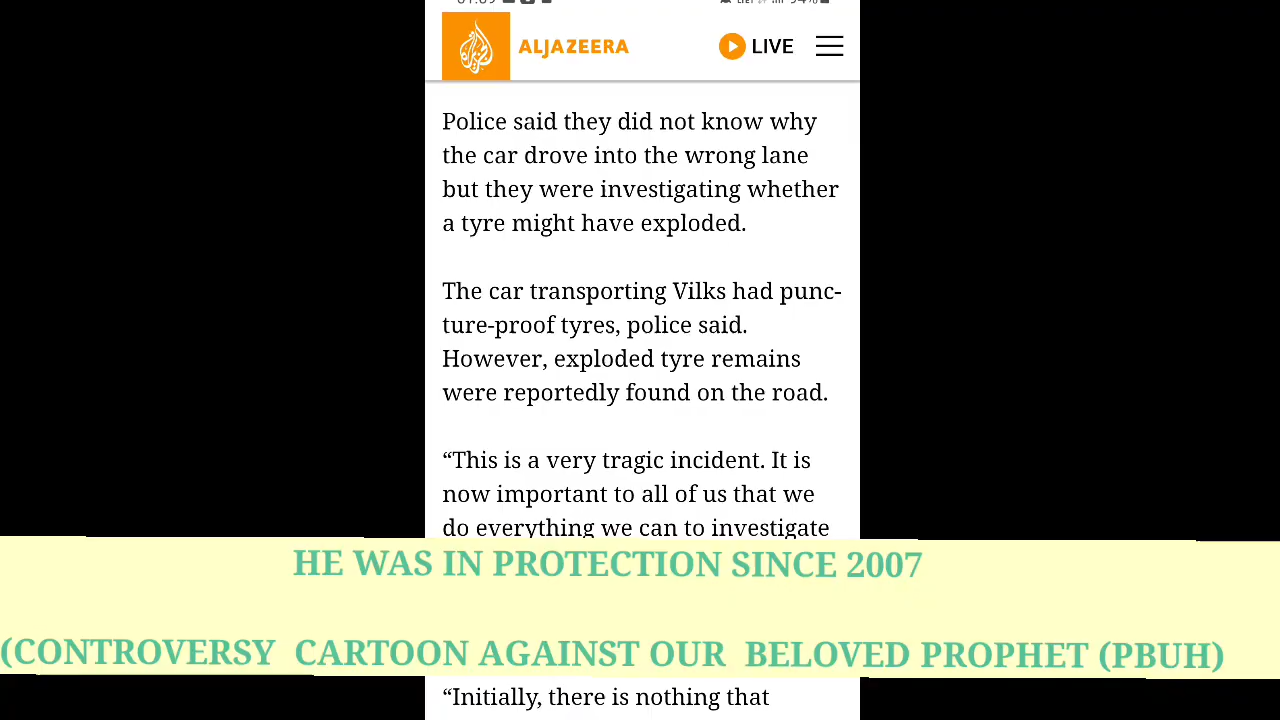 ALJAZEERA
LIVE
Police said they did not know why
the car drove into the wrong lane
but they were investigating whether
a tyre might have exploded.
The car transporting Vilks had punc-
ture-proof tyres, police said.
However, exploded tyre remains
were reportedly found on the road.
“This is a very tragic incident. It is
now important to all of us that we
do everything we can to investigate
HE WAS IN PROTECTION SINCE 2007
(CONTROVERSY CARTOON AGAINST OUR BELOVED PROPHET (PBUH)
“Initially, there is nothing that